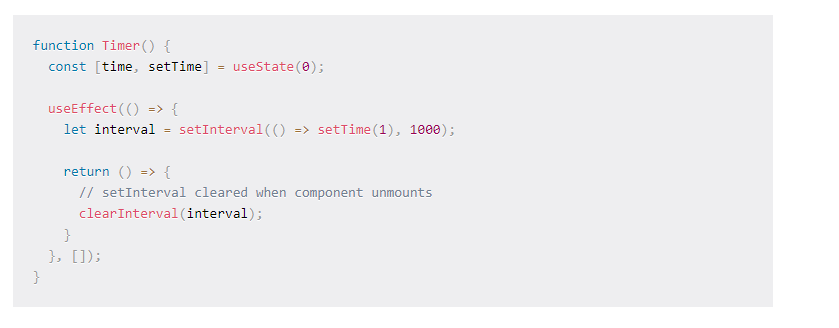 function Timer() {
  const [time, setTime] = useState(0);
  useEffect(() => {
    let interval = setInterval(() => setTime(1), 1000);
    return () => {
      // setInterval cleared when component unmounts
      clearInterval(interval);
    }
  }, []);
}